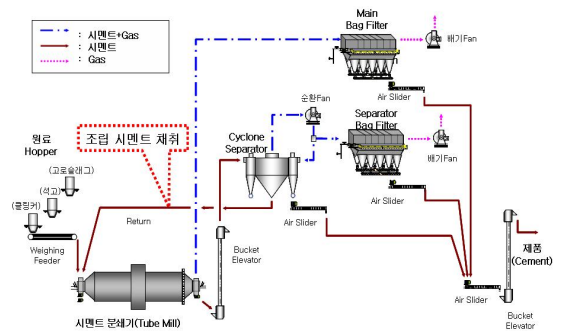 : 시멘트+Gas
: 시멘트
: Gas
Main
Bag Filter
배기Fan
Air Slider
순환Fan
Separator
Bag Filter
배기Fan
Cyclone
Separator
조립 시멘트 채취
원료
Hopper
(고로슬래그)
(석고)
(클링커)
Return
Air Slider
Air Slider
Weighing
Feeder
Bucket
Elevator
제품
(Cement)
Air Slider
시멘트 분쇄기(Tube Mill)
Bucket
Elevator